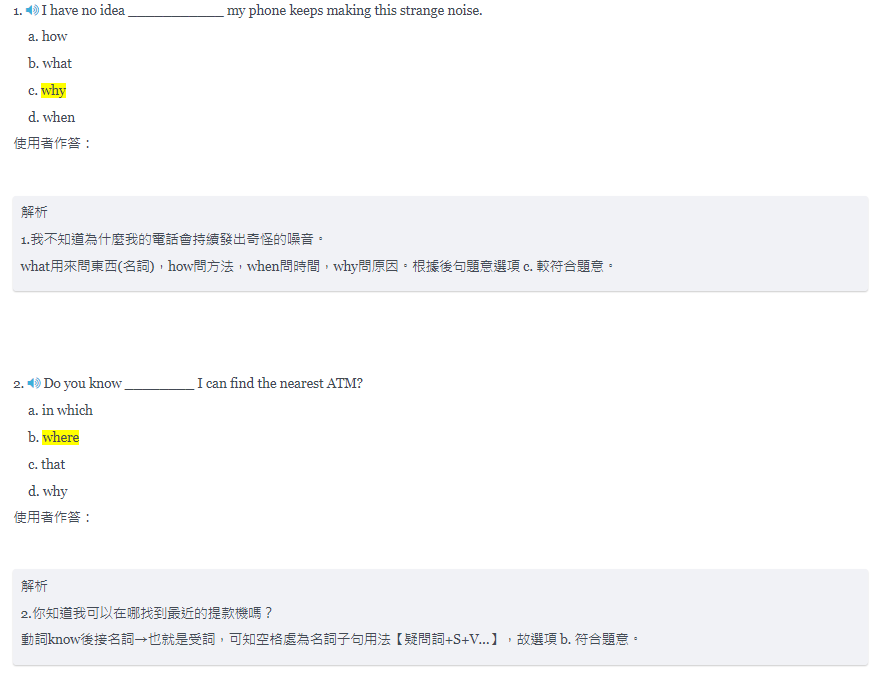 1. I have no idea ____________ my phone keeps making this strange noise.
a. how
b. what
c. why
d. when
使用者作答：
解析
1.我不知道為什麼我的電話會持續發出奇怪的噪音。
what用來問東西(名詞)，how問方法，when問時間，why問原因。根據後句題意選項 c. 較符合題意。
2. Do you know _________ I can find the nearest ATM?
a. in which
b. where
c. that
d. why
使用者作答：
解析
2.你知道我可以在哪找到最近的提款機嗎？
動詞know後接名詞→也就是受詞，可知空格處為名詞子句用法【疑問詞+S+V...】，故選項 b. 符合題意。